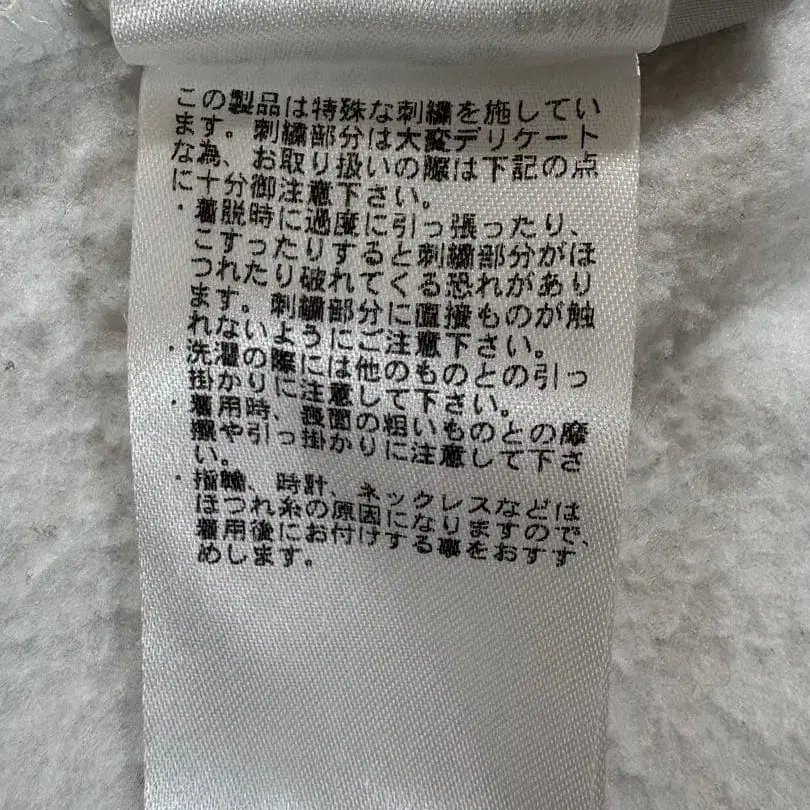 この製品は特殊な刺繍を施してい
ます。刺繍部分は大変デリケート
な為、お取り扱いの際は下記の点
に十分御注意下さい。
・着脱時に過度に引っ張ったり、
こすったりすると刺繍部分がほ
つれたり破れてくる恐れがあり
ます。刺繍部分に直接ものが触
れないようにご注意下さい。
・洗濯の際には他のものとの引っ
掛かりに注意して下さい。
・着用時、表面の粗いものとの摩
擦や引っ掛かりに注意して下さ
い。
・指輪、時計、ネックレスなどは
ほつれ糸の原因になりますので、
着用後にお付けする事をおすす
めします。